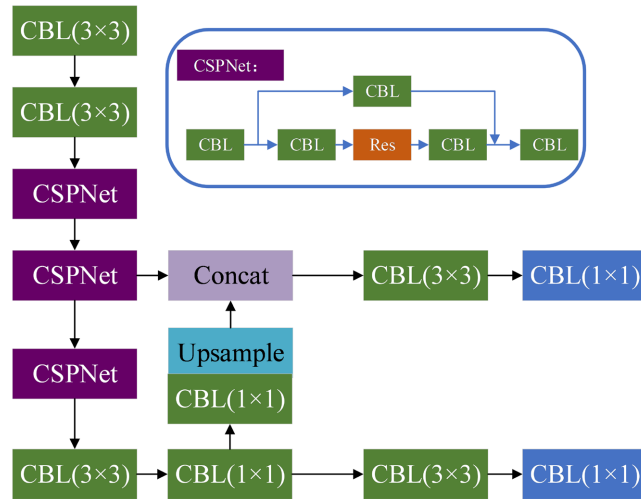 CBL(3×3)
CBL(3×3)
CSPNet
CSPNet：
CBL
CBL
CBL
Res
CBL
CBL
CSPNet
Concat
CBL(3×3)
CBL(1×1)
CSPNet
Upsample
CBL(1×1)
CBL(3×3)
CBL(1×1)
CBL(3×3)
CBL(1×1)